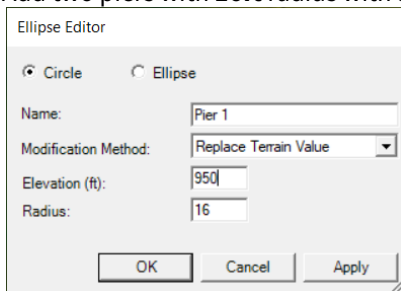 Ellipse Editor
Circle Ellipse
Name: Pier 1
Modification Method: Replace Terrain Value
Elevation (ft): 950
Radius: 16
OK Cancel Apply